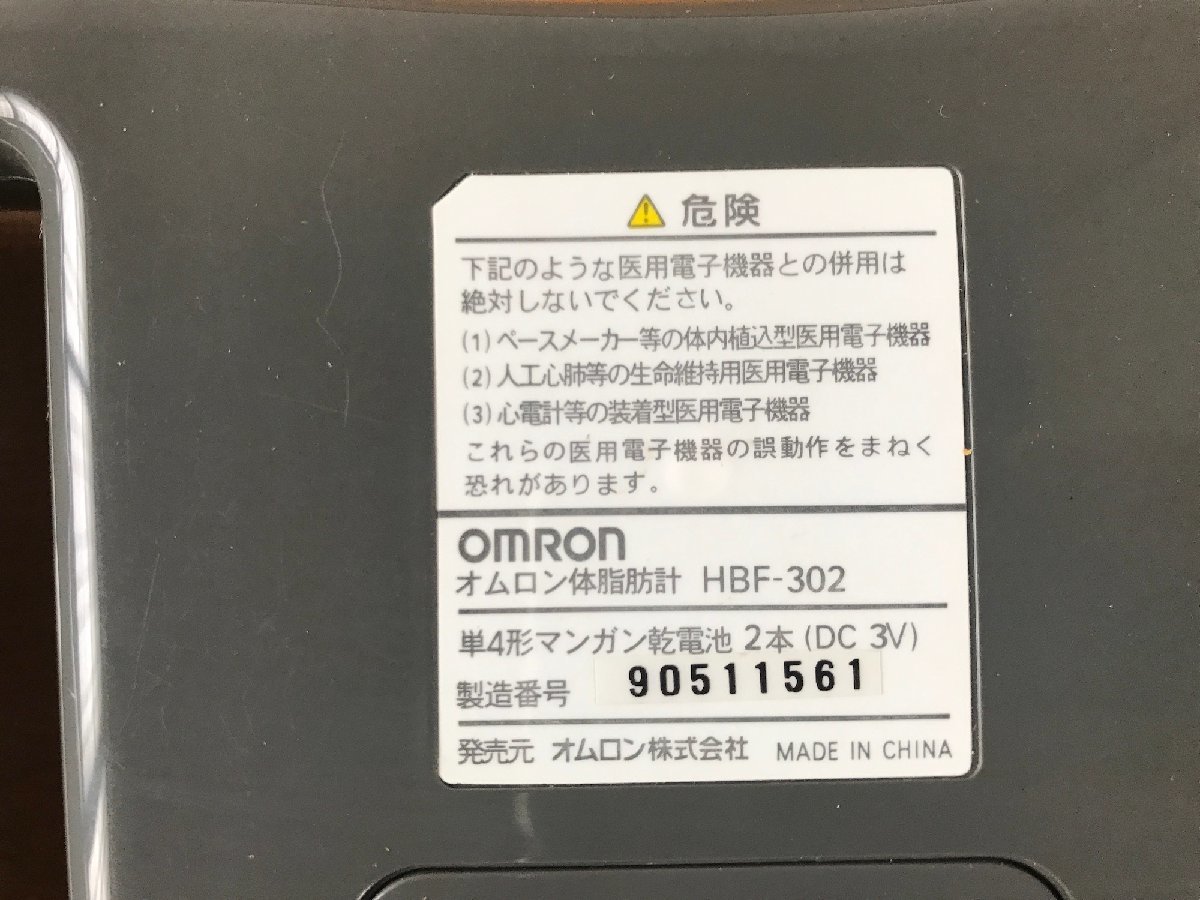 危険
下記のような医用電子機器との併用は
絶対しないでください。
(1) ペースメーカー等の体内植込型医用電子機器
(2) 人工心肺等の生命維持用医用電子機器
(3) 心電計等の装着型医用電子機器
これらの医用電子機器の誤動作をまねく
恐れがあります。
OMRON
オムロン体脂肪計 HBF-302
単4形マンガン乾電池 2本 (DC 3V)
製造番号 90511561
発売元 オムロン株式会社 MADE IN CHINA